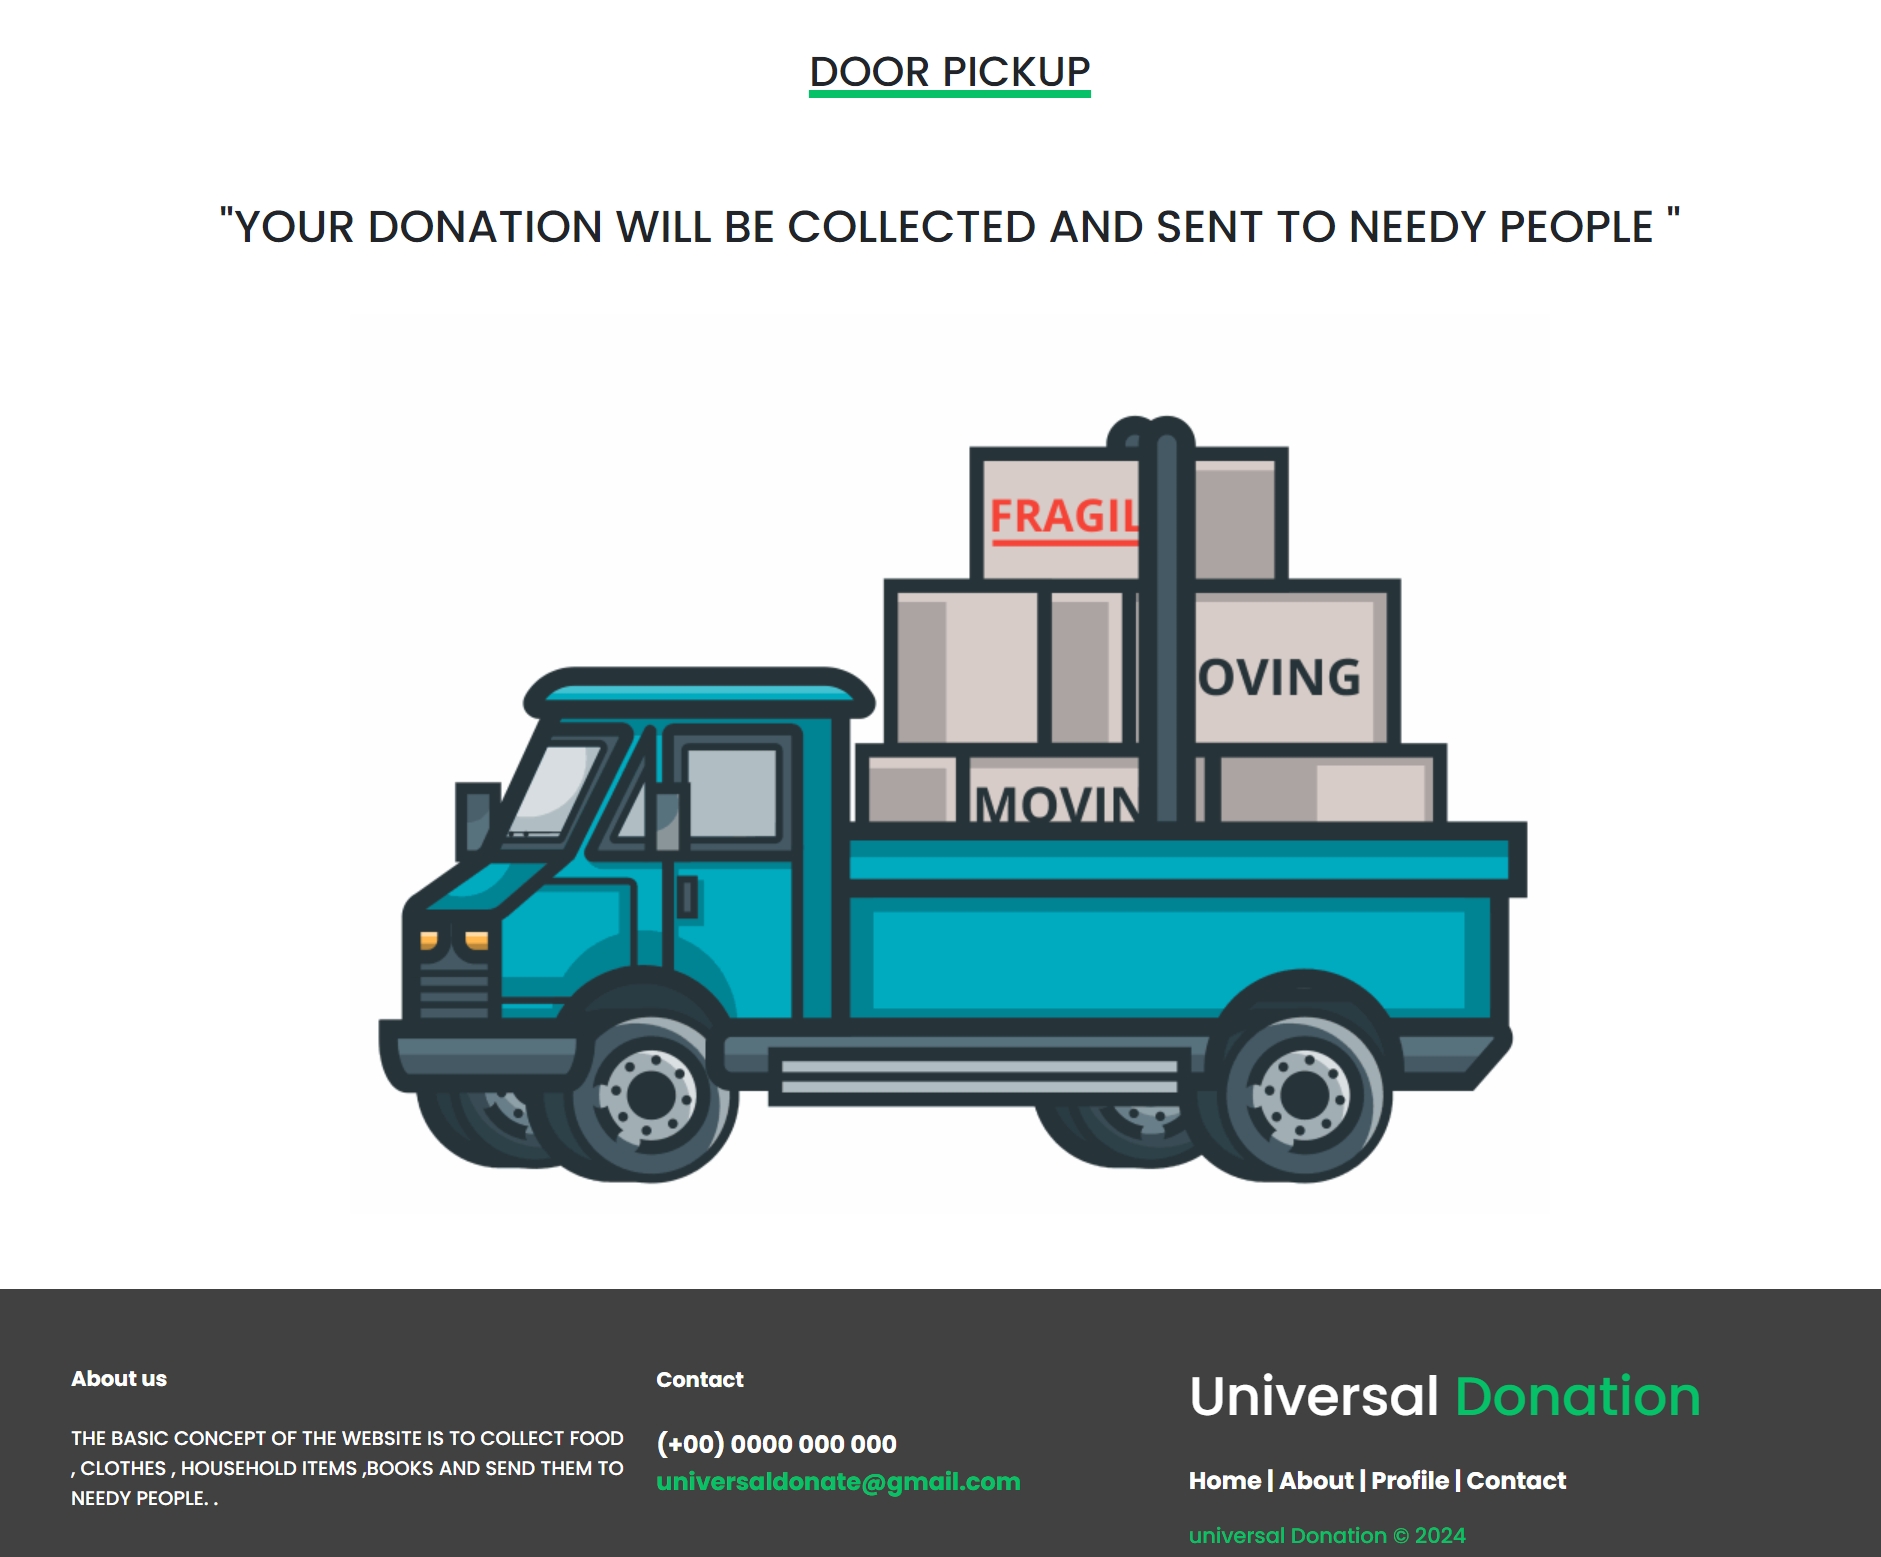 DOOR PICKUP
"YOUR DONATION WILL BE COLLECTED AND SENT TO NEEDY PEOPLE "
FRAGIL
OVING
MOVIN
About us
THE BASIC CONCEPT OF THE WEBSITE IS TO COLLECT FOOD
, CLOTHES , HOUSEHOLD ITEMS ,BOOKS AND SEND THEM TO
NEEDY PEOPLE. .
Contact
(+00) 0000 000 000
universaldonate@gmail.com
Universal Donation
Home | About | Profile | Contact
universal Donation © 2024